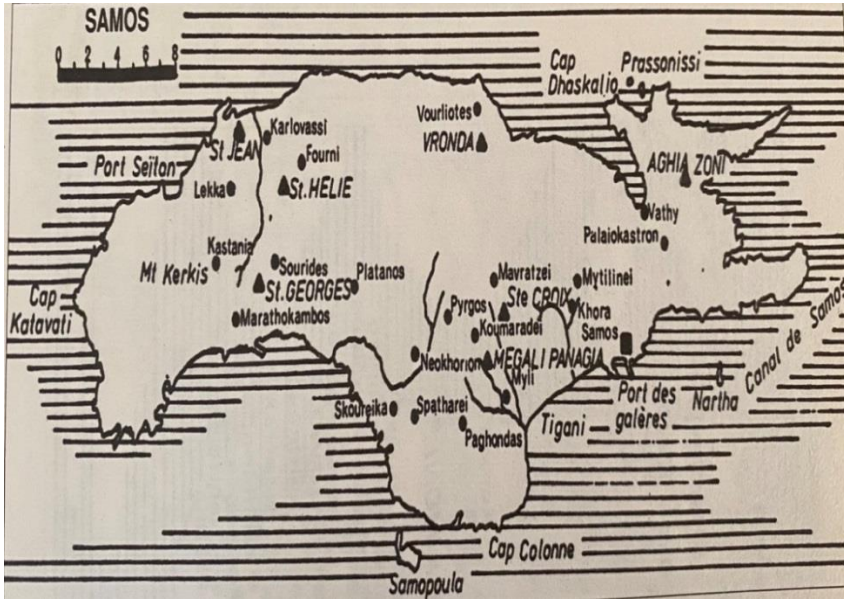 SAMOS
0 2 4 6 8
Cap
Dhaskalio
Prassonissi
Vourliotes
VRONDA
Karlovassi
St JEAN
Fourni
Port Seïton
St. HELIE
Lekka
AGHIA ZONI
Vathy
Palaiokastron
Kastania
Mt Kerkis
Sourides
St. GEORGES
Platanos
Mavratzei
Mytilinei
Ste CROIX
Cap
Katavati
Marathokambos
Pyrgos
Koumaradei
Khora
Samos
Neokhorion
MEGALI PANAGIA
Myli
Canal de Samos
Nartha
Port des
galères
Tigani
Skoureika
Spatharei
Paghondas
Cap Colonne
Samopoula